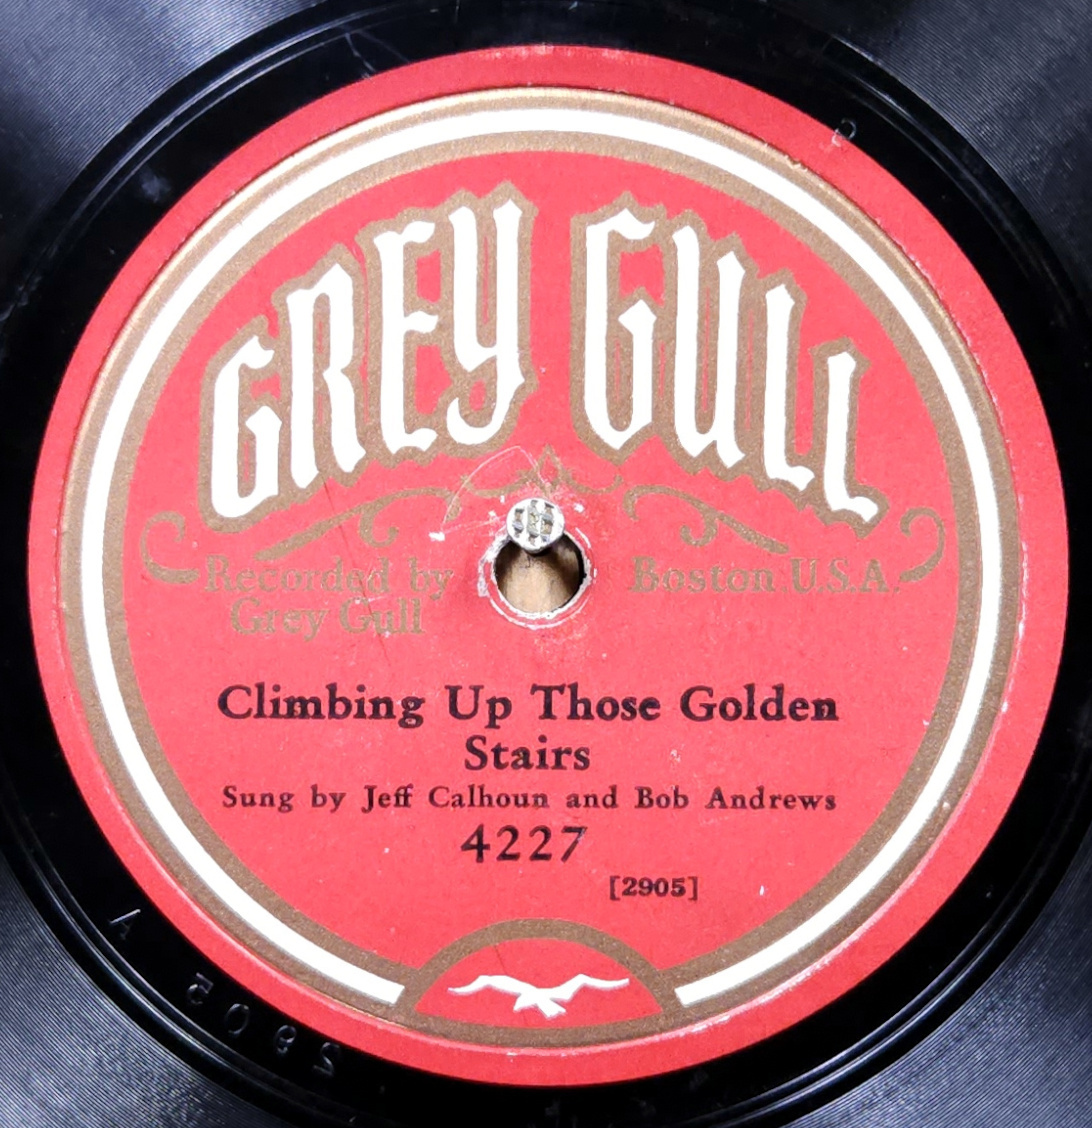 GREY GULL
Recorded by Boston, U.S.A.
Grey Gull
Climbing Up Those Golden
Stairs
Sung by Jeff Calhoun and Bob Andrews
4227
[2905]
2905 A